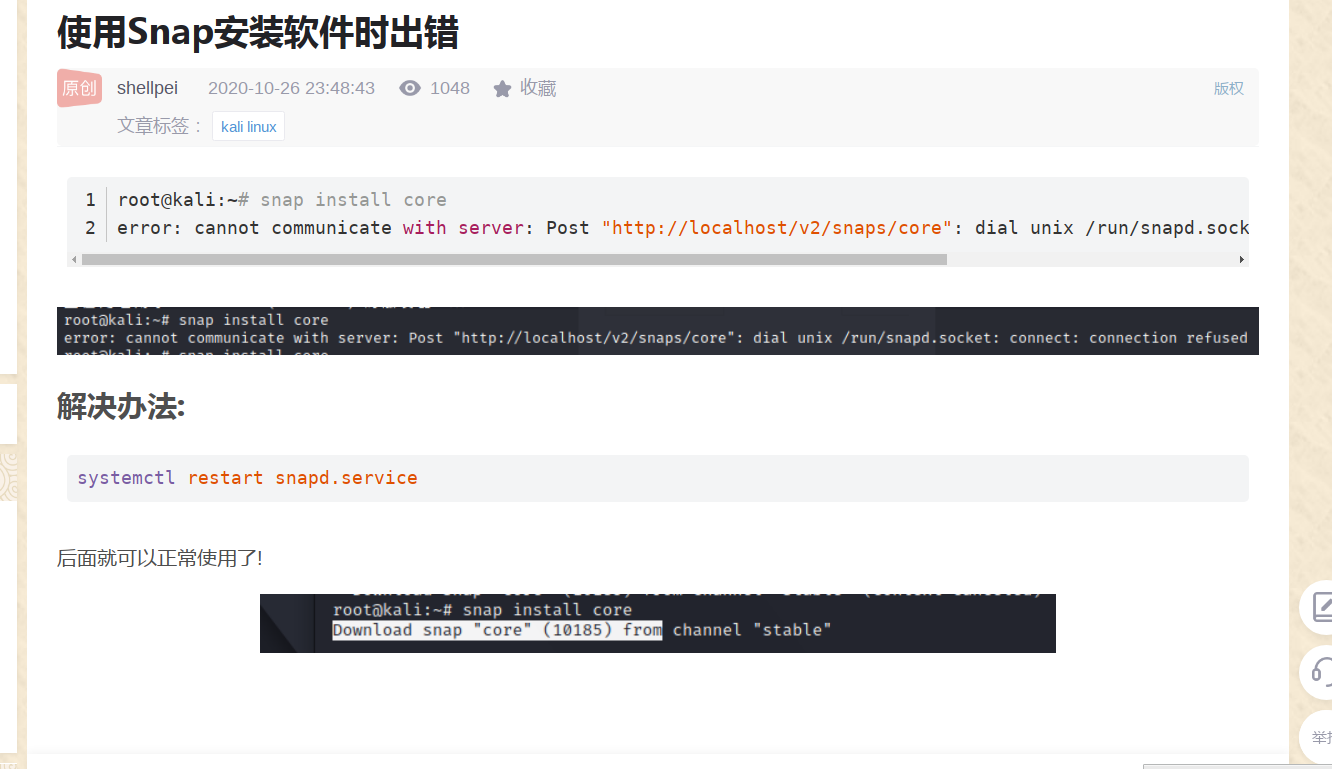 使用Snap安装软件时出错
原创 shellpei 2020-10-26 23:48:43 1048 收藏 版权
文章标签： kali linux
1 root@kali:~# snap install core
2 error: cannot communicate with server: Post "http://localhost/v2/snaps/core": dial unix /run/snapd.sock
root@kali:~# snap install core
error: cannot communicate with server: Post "http://localhost/v2/snaps/core": dial unix /run/snapd.socket: connect: connection refused
root@kali:~# snap install core
解决办法:
systemctl restart snapd.service
后面就可以正常使用了!
root@kali:~# snap install core
Download snap "core" (10185) from channel "stable"
举报